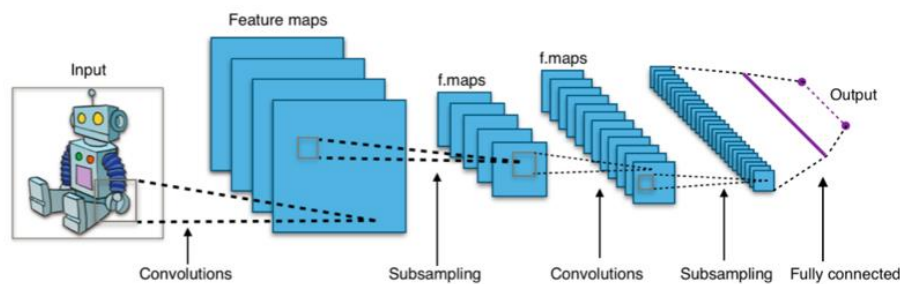 Feature maps
Input
f.maps
f.maps
Output
Convolutions
Subsampling
Convolutions
Subsampling
Fully connected